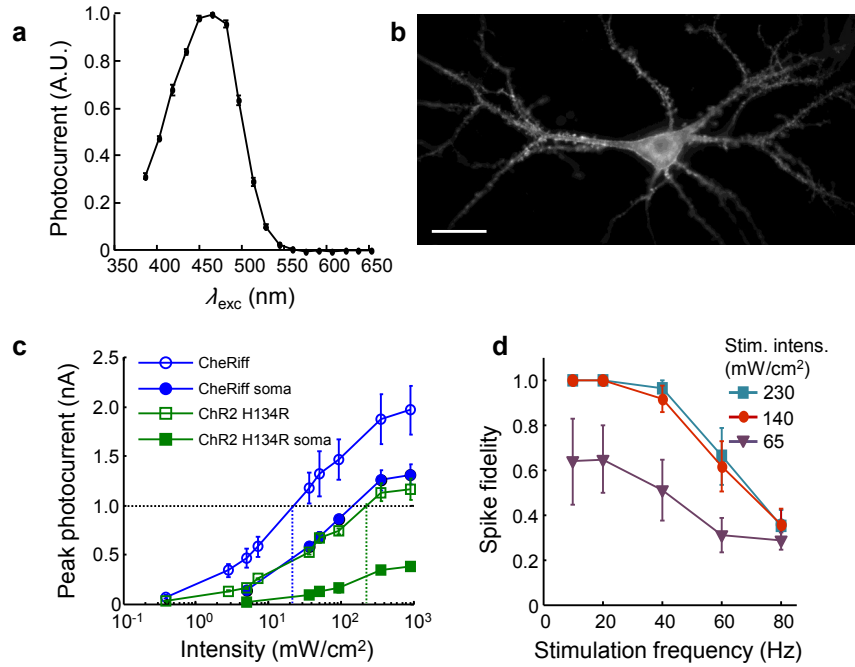 a
Photocurrent (A.U.)
1.0
0.8
0.6
0.4
0.2
0
350 400 450 500 550 600 650
λexc (nm)
b
c
Peak photocurrent (nA)
2.5
2.0
1.5
1.0
0.5
0
CheRiff
CheRiff soma
ChR2 H134R
ChR2 H134R soma
10-1 100 101 102 103
Intensity (mW/cm2)
d
Stim. intens.
(mW/cm2)
230
140
65
Spike fidelity
1.0
0.8
0.6
0.4
0.2
0 20 40 60 80
Stimulation frequency (Hz)